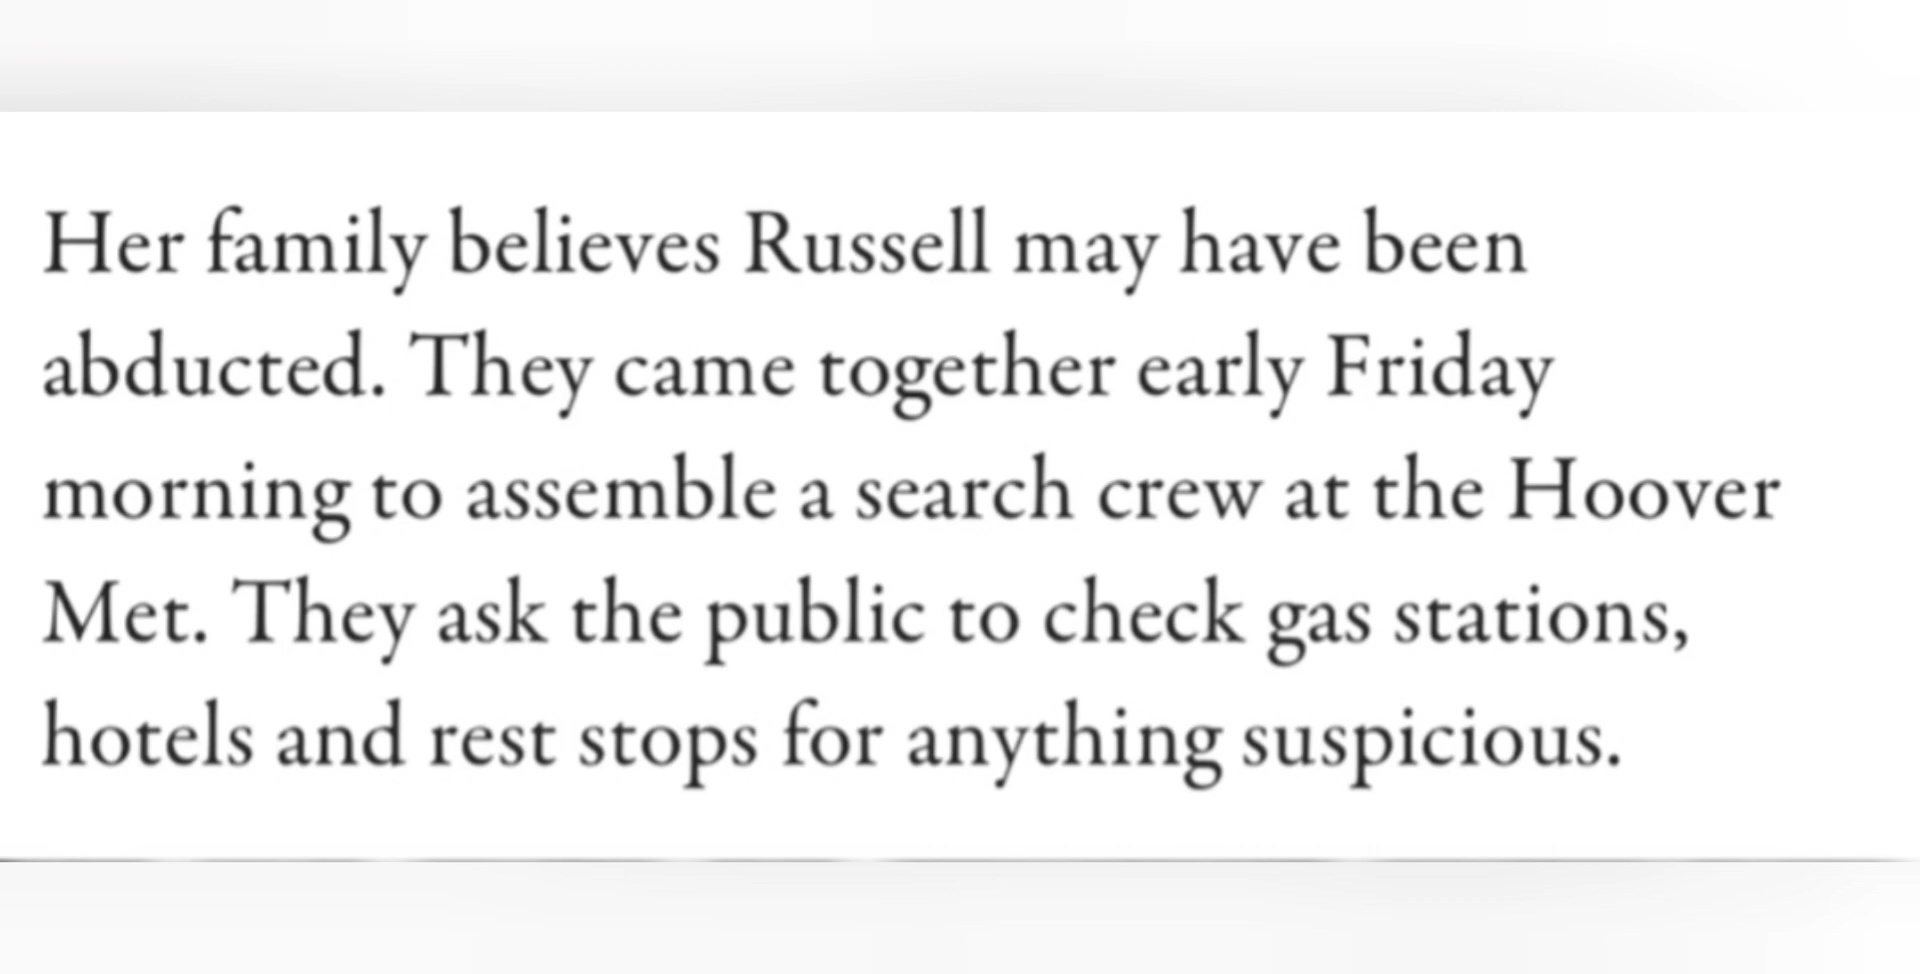 Her family believes Russell may have been
abducted. They came together early Friday
morning to assemble a search crew at the Hoover
Met. They ask the public to check gas stations,
hotels and rest stops for anything suspicious.